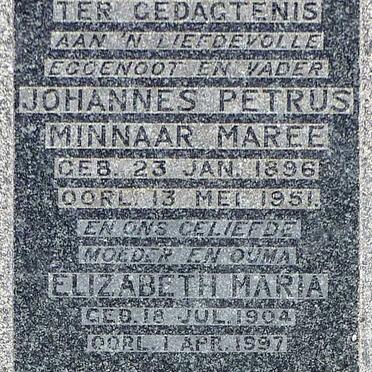 TER GEDAGTENIS
AAN 'N LIEFDEVOLLE
EGGENOOT EN VADER
JOHANNES PETRUS
MINNAAR MAREE
GEB. 23 JAN. 1896
OORL. 13 MEI 1951.
EN ONS GELIEFDE
MOEDER EN OUMA
ELIZABETH MARIA
GEB. 18 JUL. 1904
OORL. 1 APR. 1997